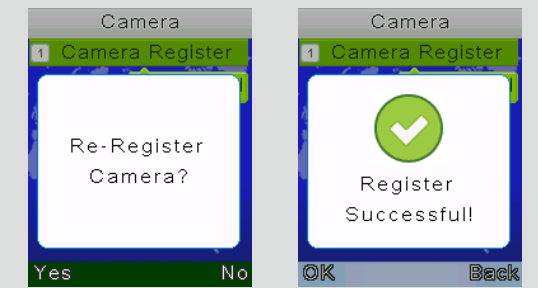 Camera
1 Camera Register
Re-Register
Camera?
Yes No
Camera
1 Camera Register
Register
Successful!
OK Back